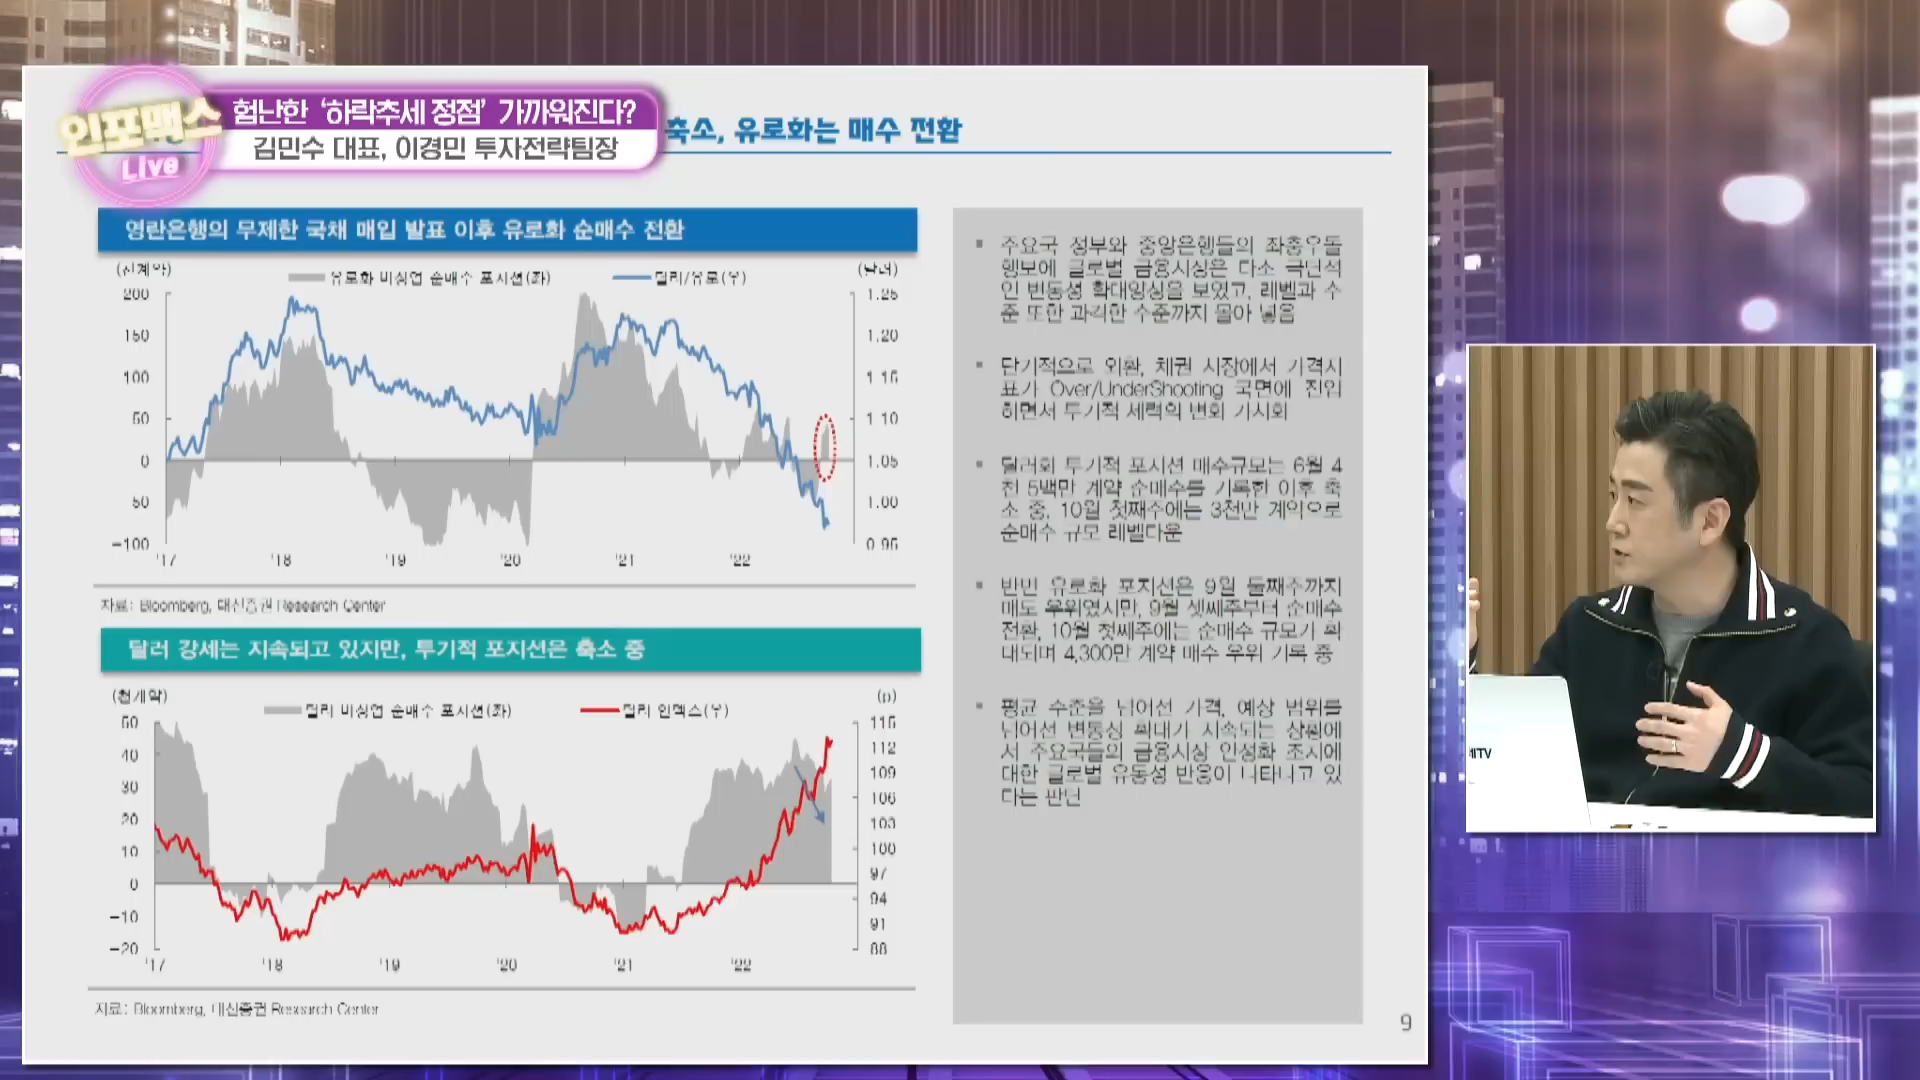 인포맥스
Live
험난한 ‘하락추세 정점’ 가까워진다?
김민수 대표, 이경민 투자전략팀장
축소, 유로화는 매수 전환
영란은행의 무제한 국채 매입 발표 이후 유로화 순매수 전환
(천계약)
유로화 비상업 순매수 포지션(좌)
달러/유로(우)
(달러)
200
150
100
50
0
50
-100
1.25
1.20
1.15
1.10
1.05
1.00
0.95
'17 '18 '19 '20 '21 '22
자료: Bloomberg, 대신증권 Research Center
달러 강세는 지속되고 있지만, 투기적 포지션은 축소 중
(천계약)
달러 비상업 순매수 포지션(좌)
달러 인덱스(우)
(p)
50
40
30
20
10
0
-10
-20
115
112
109
106
103
100
97
94
91
88
'17 '18 '19 '20 '21 '22
자료: Bloomberg, 대신증권 Research Center
▪ 주요국 정부와 중앙은행들의 좌충우돌
행보에 글로벌 금융시장은 다소 극단적
인 변동성 확대양상을 보였고, 레벨과 수
준 또한 과격한 수준까지 몰아 넣음
▪ 단기적으로 외환, 채권 시장에서 가격지
표가 Over/UnderShooting 국면에 진입
하면서 투기적 세력의 변화 가시화
▪ 달러화 투기적 포지션 매수규모는 6월 4
천 5백만 계약 순매수를 기록한 이후 축
소 중. 10월 첫째주에는 3천만 계약으로
순매수 규모 레벨다운
▪ 반면 유로화 포지션은 9월 둘째주까지
매도 우위였지만, 9월 셋째주부터 순매수
전환, 10월 첫째주에는 순매수 규모가 확
대되며 4,300만 계약 매수 우위 기록 중
▪ 평균 수준을 넘어선 가격, 예상 범위를
넘어선 변동성 확대가 지속되는 상황에
서 주요국들의 금융시장 안정화 조치에
대한 글로벌 유동성 반응이 나타나고 있
다는 판단
9